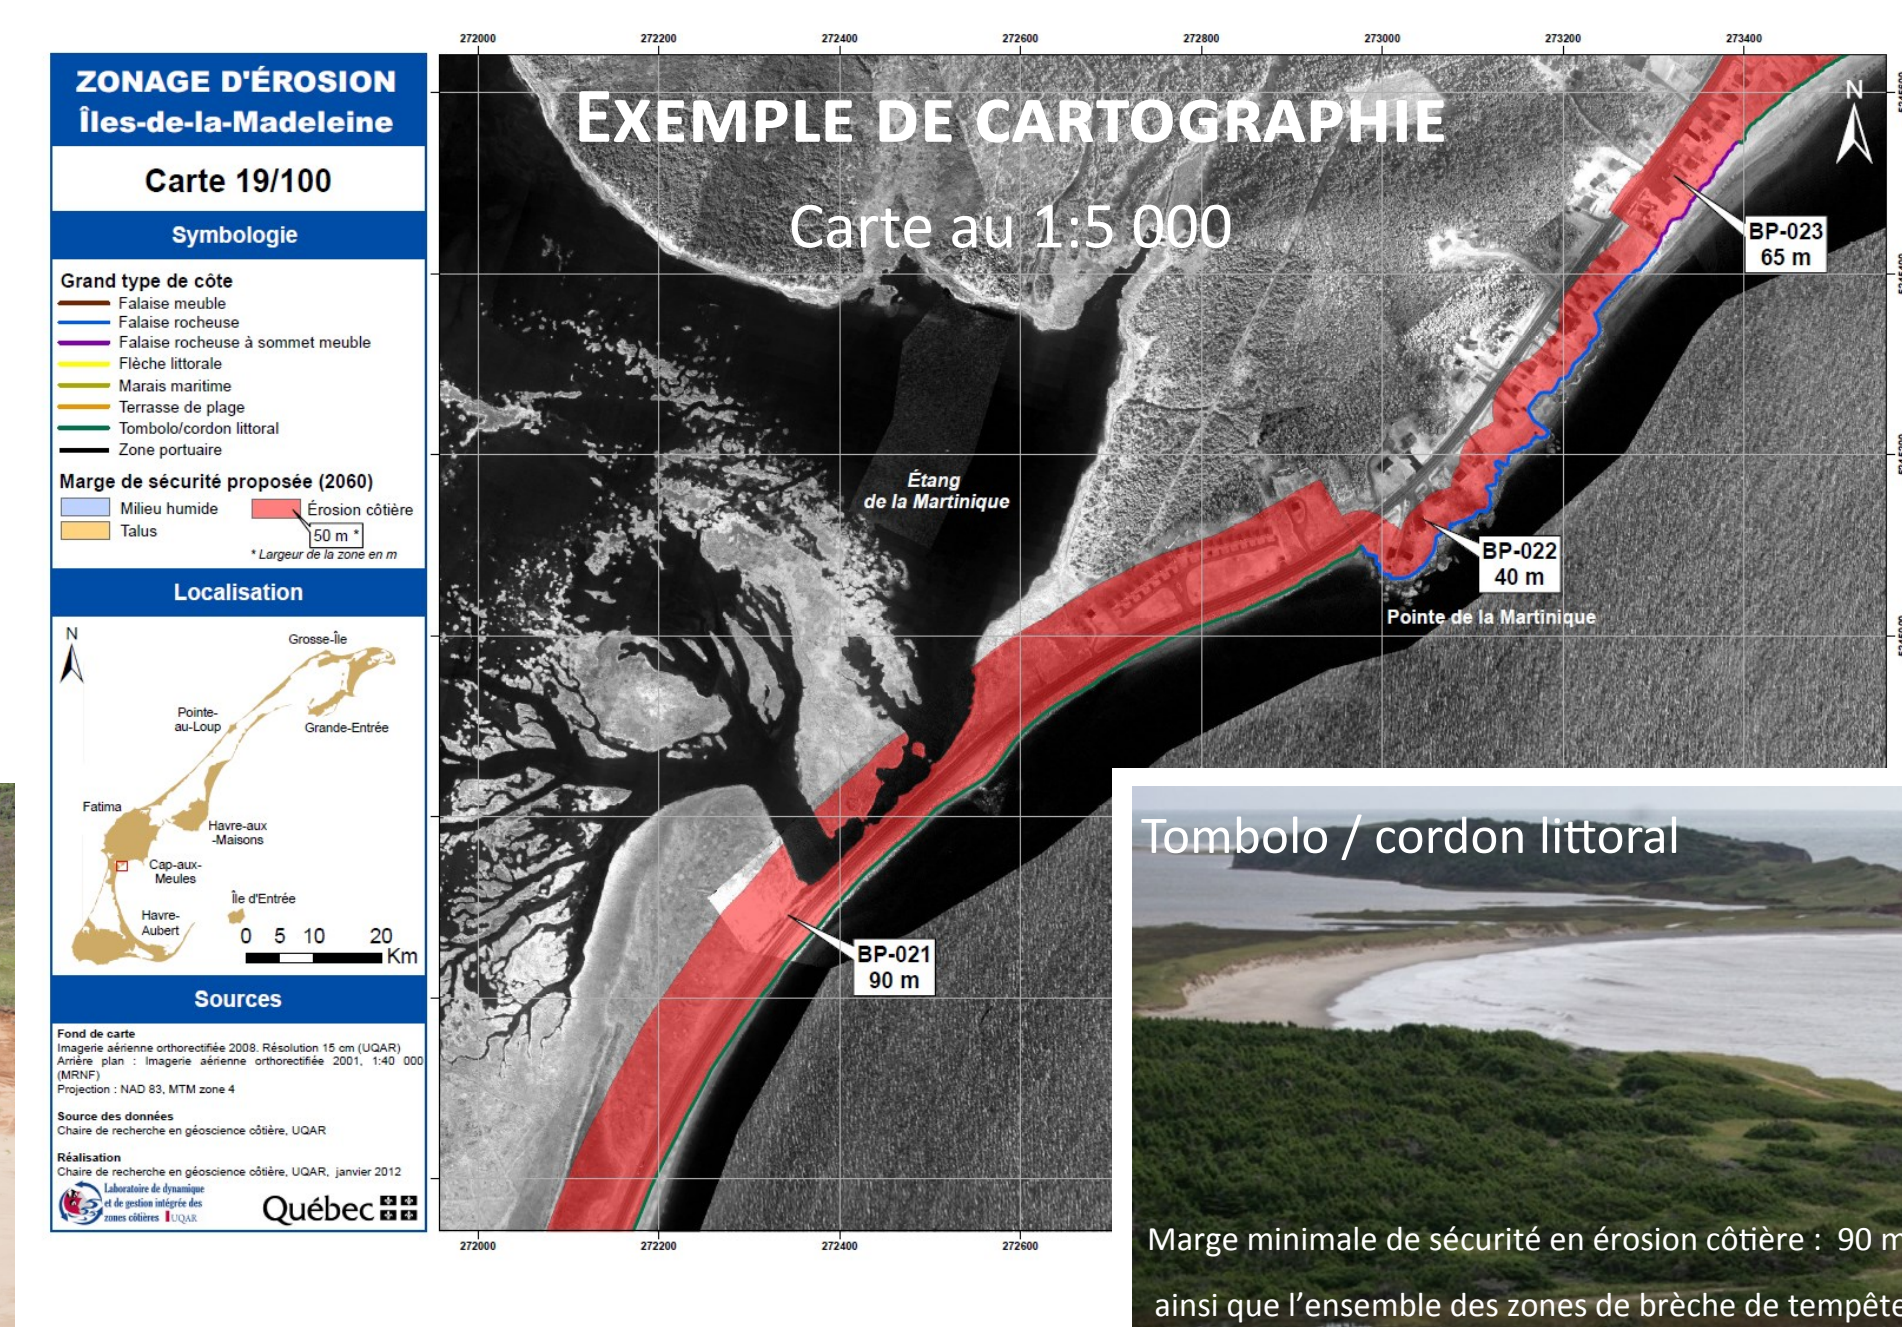 ZONAGE D'ÉROSION
Îles-de-la-Madeleine
Carte 19/100
Symbologie
Grand type de côte
Falaise meuble
Falaise rocheuse
Falaise rocheuse à sommet meuble
Flèche littorale
Marais maritime
Terrasse de plage
Tombolo/cordon littoral
Zone portuaire
Marge de sécurité proposée (2060)
Milieu humide
Érosion côtière
Talus
50 m *
* Largeur de la zone en m
Localisation
N
Grosse-Île
Pointe-
au-Loup
Grande-Entrée
Fatima
Havre-aux
-Maisons
Cap-aux-
Meules
Île d'Entrée
Havre-
Aubert
0 5 10 20
Km
Sources
Fond de carte
Imagerie aérienne orthorectifiée 2008. Résolution 15 cm (UQAR)
Arrière plan : Imagerie aérienne orthorectifiée 2001, 1:40 000
(MRNF)
Projection : NAD 83, MTM zone 4
Source des données
Chaire de recherche en géoscience côtière, UQAR
Réalisation
Chaire de recherche en géoscience côtière, UQAR, janvier 2012
Laboratoire de dynamique
et de gestion intégrée des
zones côtières UQAR
Québec
272000 272200 272400 272600 272800 273000 273200 273400
EXEMPLE DE CARTOGRAPHIE
N
Carte au 1:5 000
BP-023
65 m
Étang
de la Martinique
BP-022
40 m
Pointe de la Martinique
BP-021
90 m
272000 272200 272400 272600
Tombolo / cordon littoral
Marge minimale de sécurité en érosion côtière : 90 m
ainsi que l'ensemble des zones de brèche de tempête